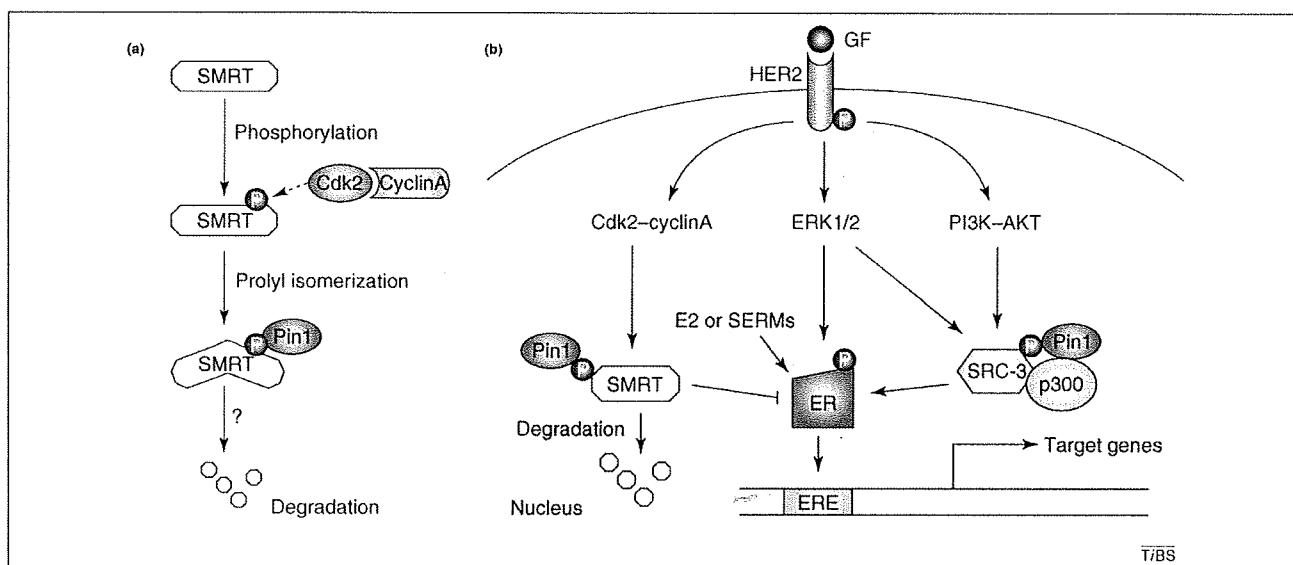 (a)
SMRT
Phosphorylation
P
Cdk2 CyclinA
SMRT
Prolyl isomerization
P Pin1
SMRT
?
Degradation
(b)
GF
HER2
P
Cdk2–cyclinA ERK1/2 PI3K–AKT
E2 or SERMs
Pin1 P
SMRT
P
ER
P Pin1
SRC-3 p300
Degradation
Target genes
Nucleus
ERE
TiBS